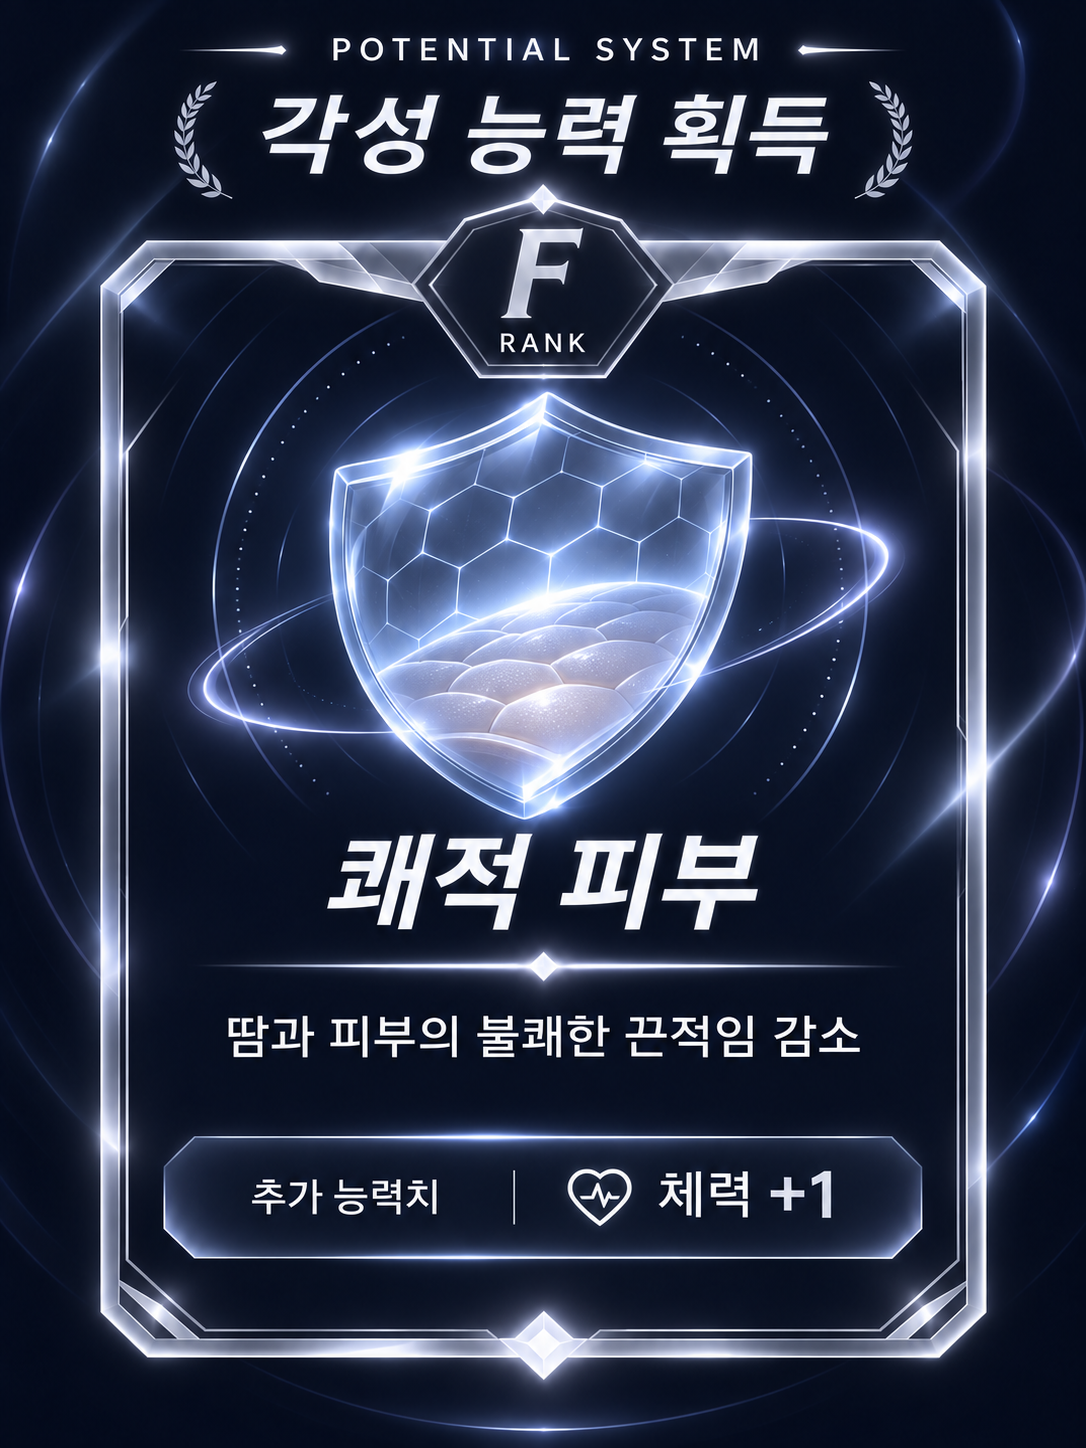 POTENTIAL SYSTEM
각성 능력 획득
F
RANK
쾌적 피부
땀과 피부의 불쾌한 끈적임 감소
추가 능력치
체력 +1